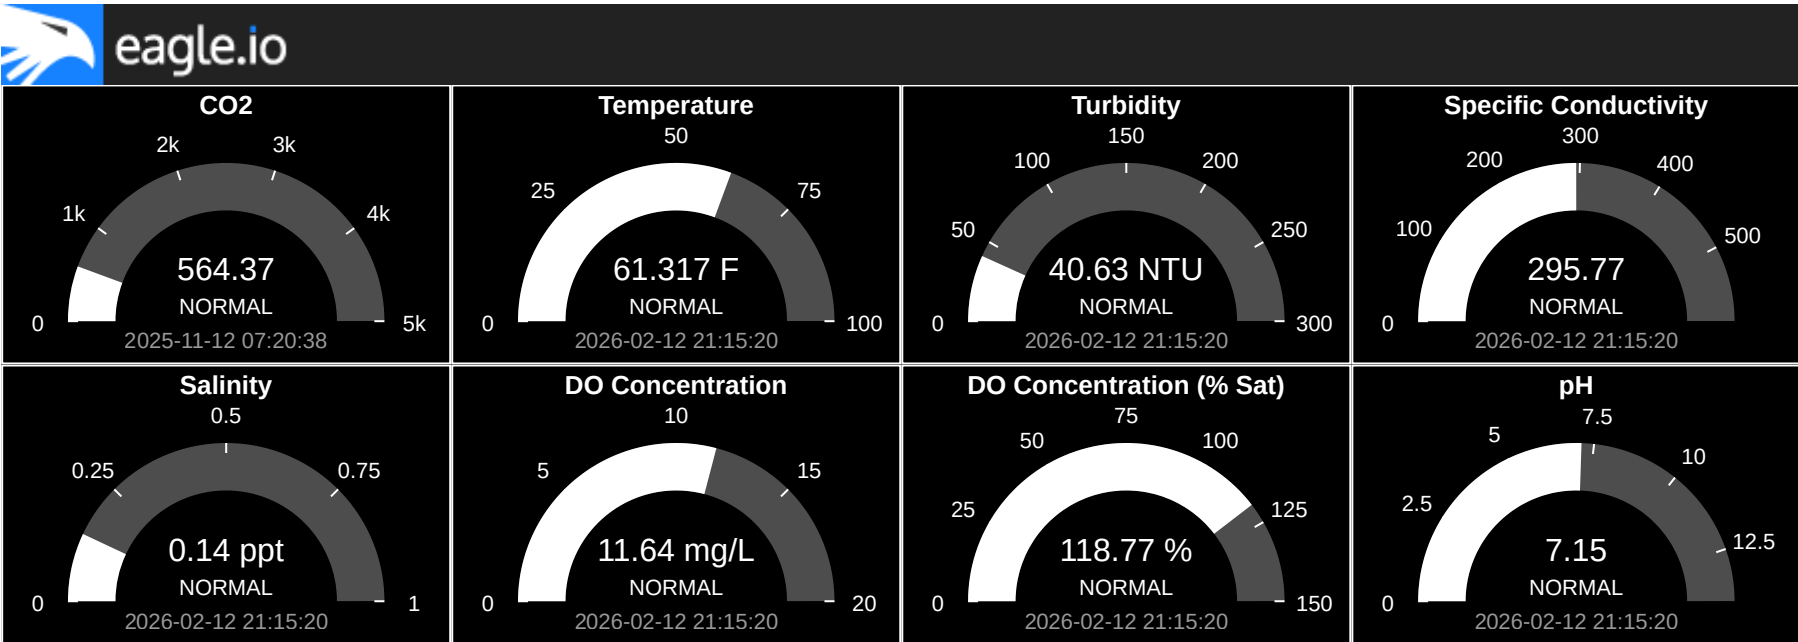 eagle.io
CO2
2k
3k
1k
4k
564.37
NORMAL
0
5k
2025-11-12 07:20:38
Temperature
50
25
75
61.317 F
NORMAL
0
100
2026-02-12 21:15:20
Turbidity
150
100
200
50
250
40.63 NTU
NORMAL
0
300
2026-02-12 21:15:20
Specific Conductivity
300
200
400
100
500
295.77
NORMAL
0
2026-02-12 21:15:20
Salinity
0.5
0.25
0.75
0.14 ppt
NORMAL
0
1
2026-02-12 21:15:20
DO Concentration
10
5
15
11.64 mg/L
NORMAL
0
20
2026-02-12 21:15:20
DO Concentration (% Sat)
75
50
100
25
125
118.77 %
NORMAL
0
150
2026-02-12 21:15:20
pH
7.5
5
10
2.5
12.5
7.15
NORMAL
0
2026-02-12 21:15:20